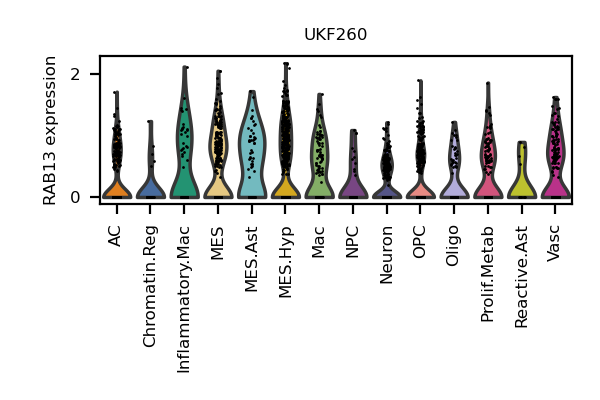 UKF260
RAB13 expression
2
0
AC
Chromatin.Reg
Inflammatory.Mac
MES
MES.Ast
MES.Hyp
Mac
NPC
Neuron
OPC
Oligo
Prolif.Metab
Reactive.Ast
Vasc